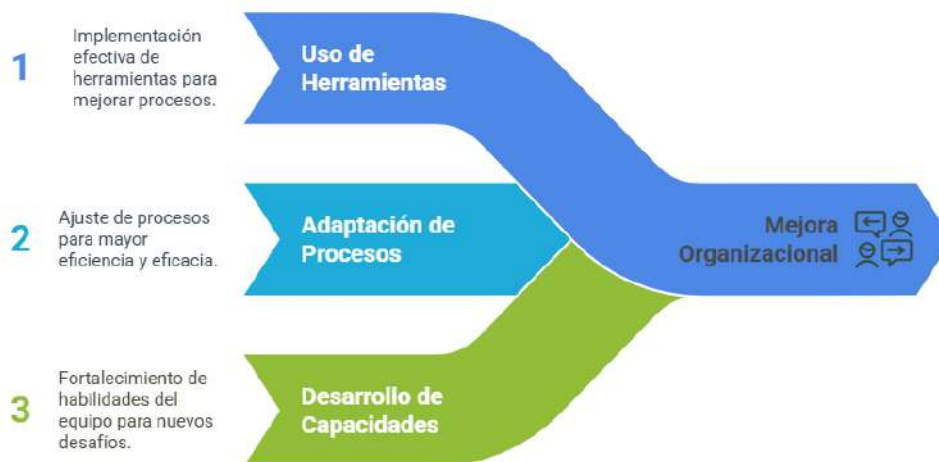 1
Implementación
efectiva de
herramientas para
mejorar procesos.
Uso de
Herramientas
2
Ajuste de procesos
para mayor
eficiencia y eficacia.
Adaptación de
Procesos
Mejora
Organizacional
3
Fortalecimiento de
habilidades del
equipo para nuevos
desafíos.
Desarrollo de
Capacidades